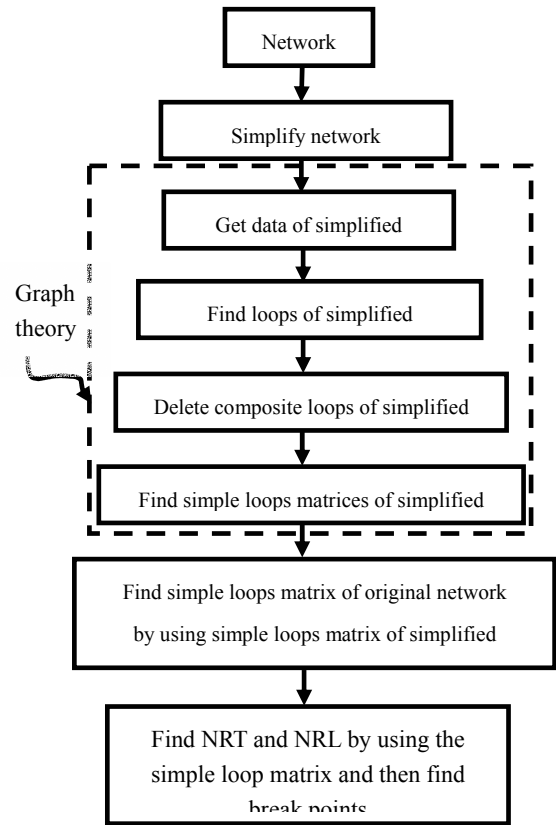 Network
Simplify network
Get data of simplified
Find loops of simplified
Graph
theory
Delete composite loops of simplified
Find simple loops matrices of simplified
Find simple loops matrix of original network
by using simple loops matrix of simplified
Find NRT and NRL by using the
simple loop matrix and then find
break points